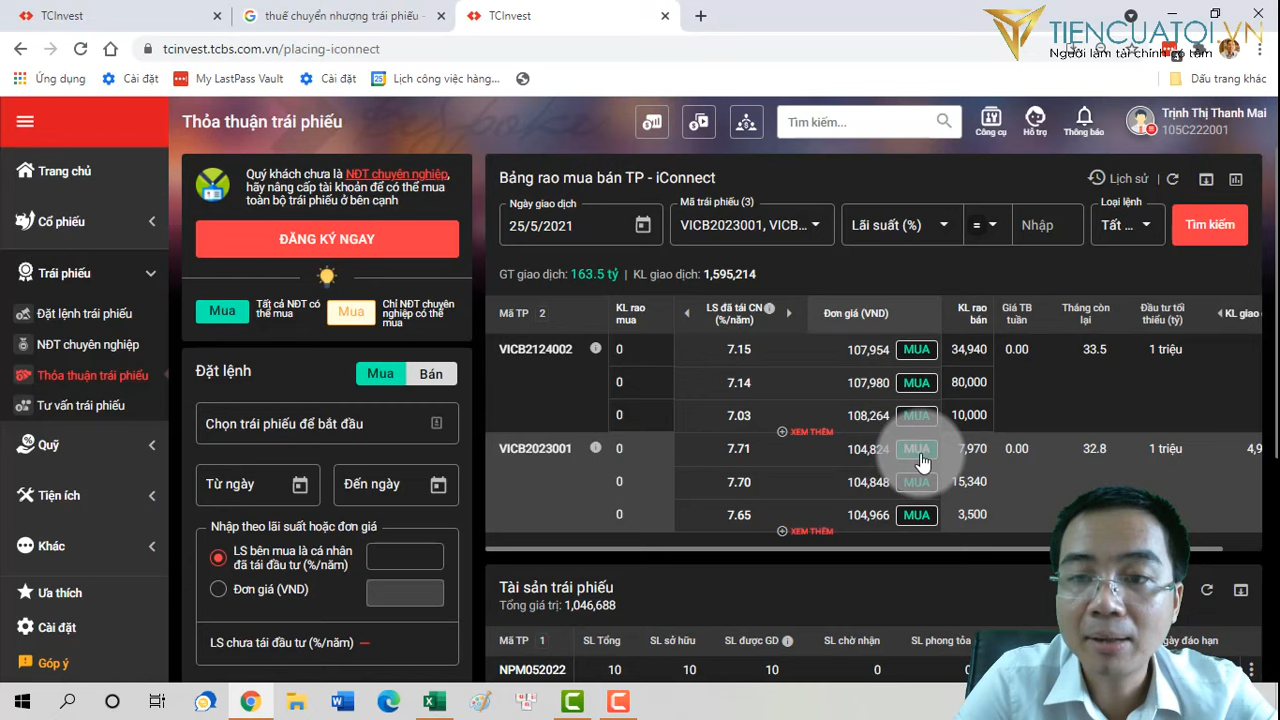 TCInvest
thuế chuyển nhượng trái phiếu -
TCInvest
TIENCUATOI.VN
Người làm tài chính có tâm
tcinvest.tcbs.com.vn/placing-iconnect
Ứng dụng
Cài đặt
My LastPass Vault
Cài đặt
Lịch công việc hàng...
Dấu trang khác
Thỏa thuận trái phiếu
Tìm kiếm...
Công cụ
Hỗ trợ
Thông báo
Trịnh Thị Thanh Mai
105C222001
Trang chủ
Cổ phiếu
Trái phiếu
Đặt lệnh trái phiếu
NĐT chuyên nghiệp
Thỏa thuận trái phiếu
Tư vấn trái phiếu
Quỹ
Tiện ích
Khác
Ưa thích
Cài đặt
Góp ý
Quý khách chưa là NĐT chuyên nghiệp,
hãy nâng cấp tài khoản để có thể mua
toàn bộ trái phiếu ở bên cạnh
ĐĂNG KÝ NGAY
Mua
Tất cả NĐT có
thể mua
Mua
Chỉ NĐT chuyên
nghiệp có thể
mua
Đặt lệnh
Mua
Bán
Chọn trái phiếu để bắt đầu
Từ ngày
Đến ngày
Nhập theo lãi suất hoặc đơn giá
LS bên mua là cá nhân
đã tái đầu tư (%/năm)
Đơn giá (VND)
LS chưa tái đầu tư (%/năm) —
Bảng rao mua bán TP - iConnect
Lịch sử
Ngày giao dịch
25/5/2021
Mã trái phiếu (3)
VICB2023001, VICB...
Lãi suất (%)
=
Nhập
Loại lệnh
Tất ...
Tìm kiếm
GT giao dịch: 163.5 tỷ | KL giao dịch: 1,595,214
Mã TP 2
KL rao
mua
LS đã tái CN
(%/năm)
Đơn giá (VND)
KL rao
bán
Giá TB
tuần
Tháng còn
lại
Đầu tư tối
thiểu (tỷ)
KL giao
VICB2124002 0 7.15 107,954 MUA 34,940 0.00 33.5 1 triệu
0 7.14 107,980 MUA 80,000
0 7.03 108,264 MUA 10,000
XEM THÊM
VICB2023001 0 7.71 104,824 MUA 7,970 0.00 32.8 1 triệu 4,9
0 7.70 104,848 MUA 15,340
0 7.65 104,966 MUA 3,500
XEM THÊM
Tài sản trái phiếu
Tổng giá trị: 1,046,688
Mã TP 1
SL Tổng
SL sở hữu
SL được GD
SL chờ nhận
SL phong tỏa
gày đáo hạn
NPM052022 10 10 10 0 0